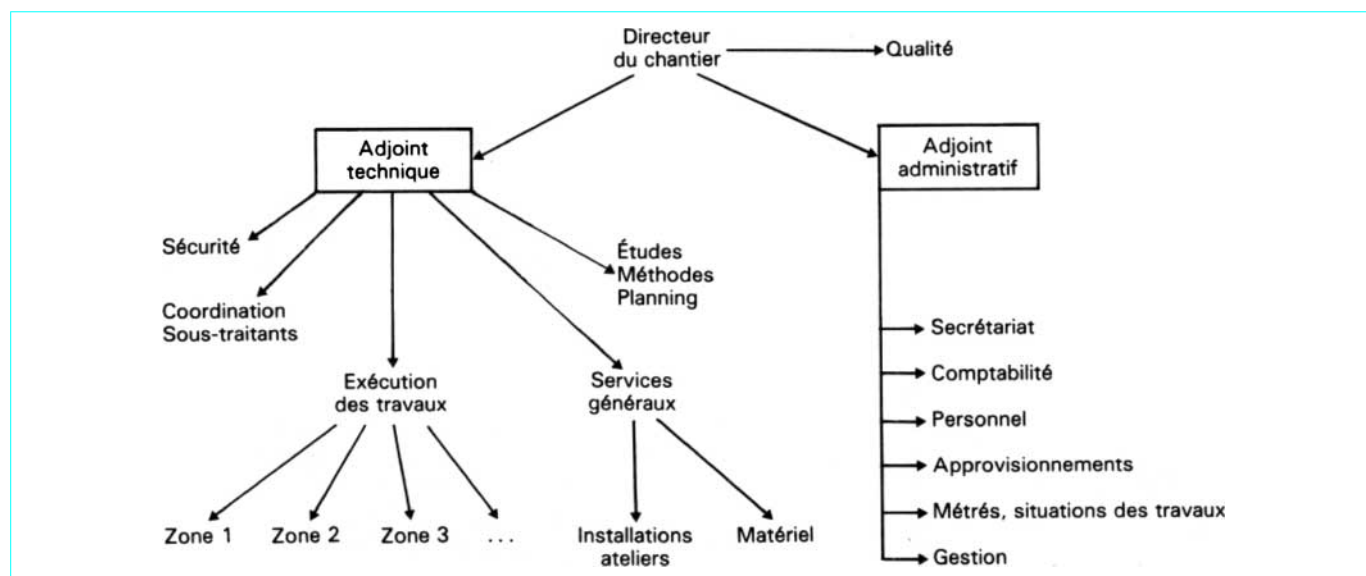 Directeur
du chantier
Qualité
Adjoint
technique
Adjoint
administratif
Sécurité
Études
Méthodes
Planning
Coordination
Sous-traitants
Secrétariat
Exécution
des travaux
Services
généraux
Comptabilité
Personnel
Approvisionnements
Métrés, situations des travaux
Zone 1
Zone 2
Zone 3
...
Installations
ateliers
Matériel
Gestion